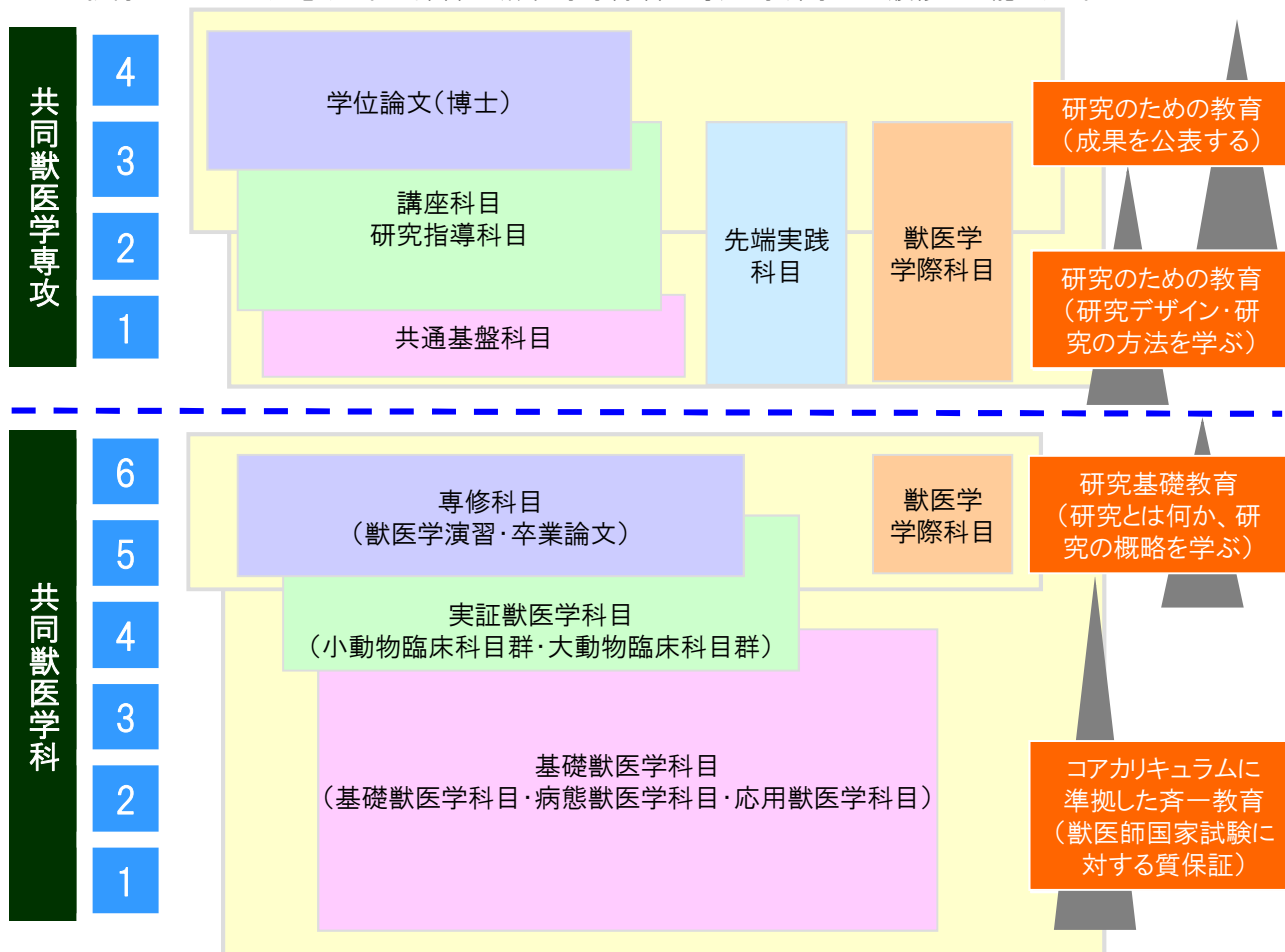 共同獣医学専攻
4
3
2
1
学位論文(博士)
講座科目
研究指導科目
共通基盤科目
先端実践
科目
獣医学
学際科目
研究のための教育
(成果を公表する)
研究のための教育
(研究デザイン・研
究の方法を学ぶ)
共同獣医学科
6
5
4
3
2
1
専修科目
(獣医学演習・卒業論文)
実証獣医学科目
(小動物臨床科目群・大動物臨床科目群)
基礎獣医学科目
(基礎獣医学科目・病態獣医学科目・応用獣医学科目)
獣医学
学際科目
研究基礎教育
(研究とは何か、研
究の概略を学ぶ)
コアカリキュラムに
準拠した斉一教育
(獣医師国家試験に
対する質保証)